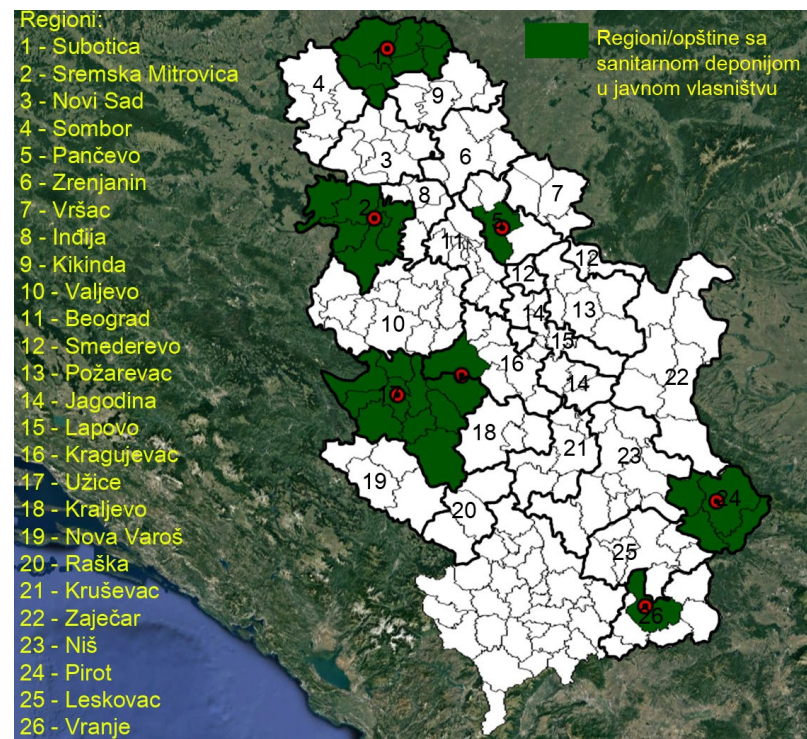 Regioni:
1 - Subotica
2 - Sremska Mitrovica
3 - Novi Sad
4 - Sombor
5 - Pančevo
6 - Zrenjanin
7 - Vršac
8 - Inđija
9 - Kikinda
10 - Valjevo
11 - Beograd
12 - Smederevo
13 - Požarevac
14 - Jagodina
15 - Lapovo
16 - Kragujevac
17 - Užice
18 - Kraljevo
19 - Nova Varoš
20 - Raška
21 - Kruševac
22 - Zaječar
23 - Niš
24 - Pirot
25 - Leskovac
26 - Vranje
Regioni/opštine sa
sanitarnom deponijom
u javnom vlasništvu
1
4
9
3
6
7
8
2
5
11
12
12
13
14
10
15
16
14
22
18
21
23
19
24
20
25
26